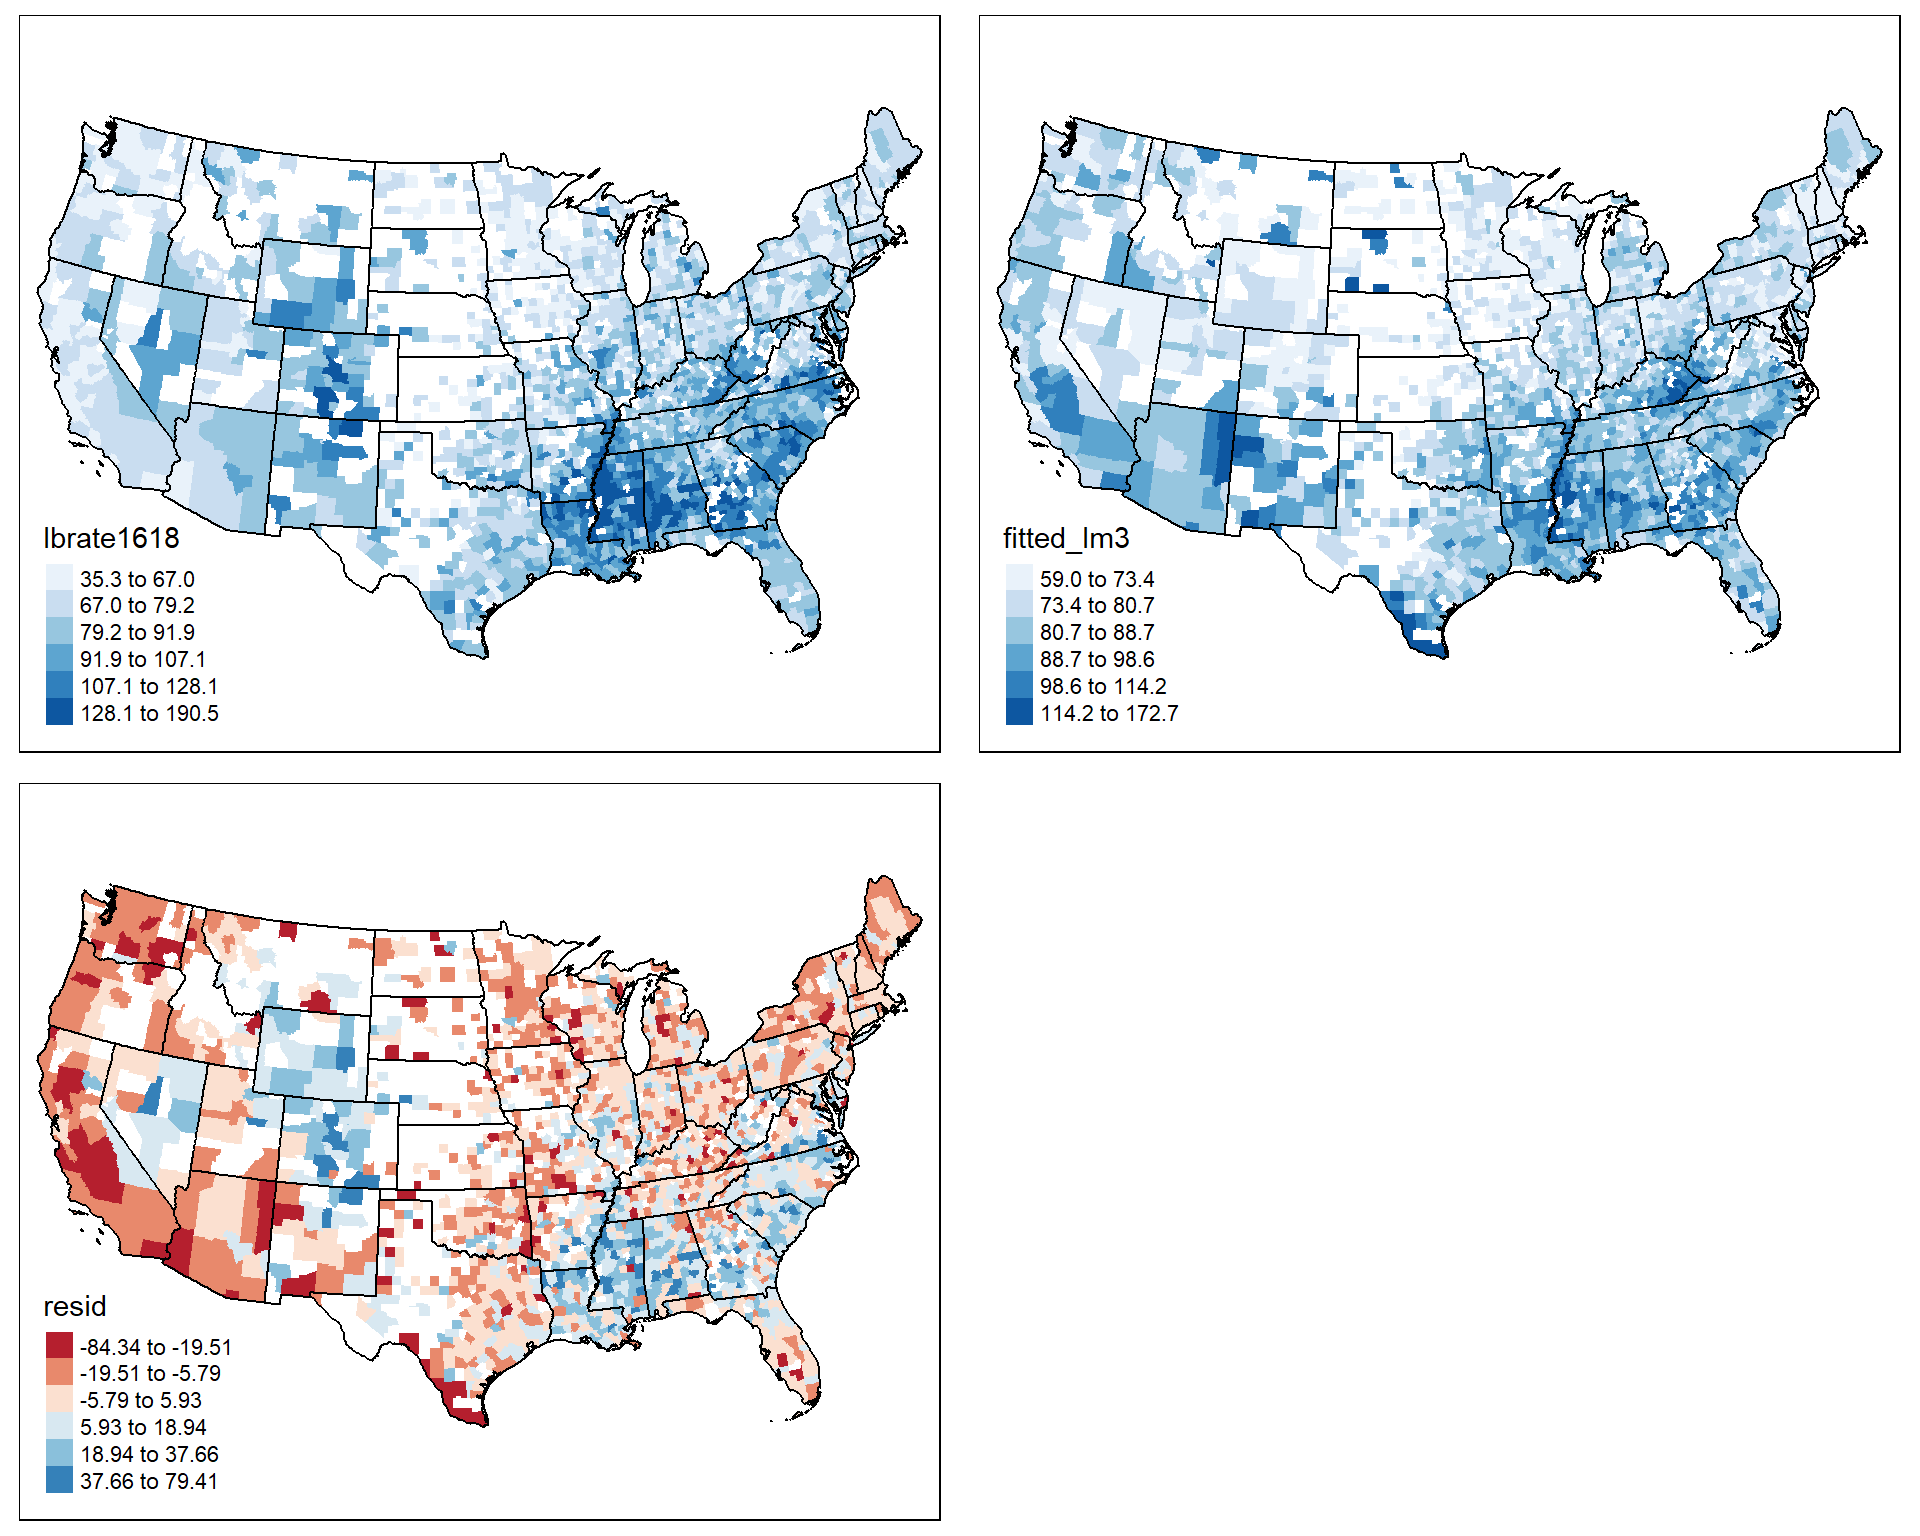 lbrate1618
35.3 to 67.0
67.0 to 79.2
79.2 to 91.9
91.9 to 107.1
107.1 to 128.1
128.1 to 190.5
fitted_lm3
59.0 to 73.4
73.4 to 80.7
80.7 to 88.7
88.7 to 98.6
98.6 to 114.2
114.2 to 172.7
resid
-84.34 to -19.51
-19.51 to -5.79
-5.79 to 5.93
5.93 to 18.94
18.94 to 37.66
37.66 to 79.41